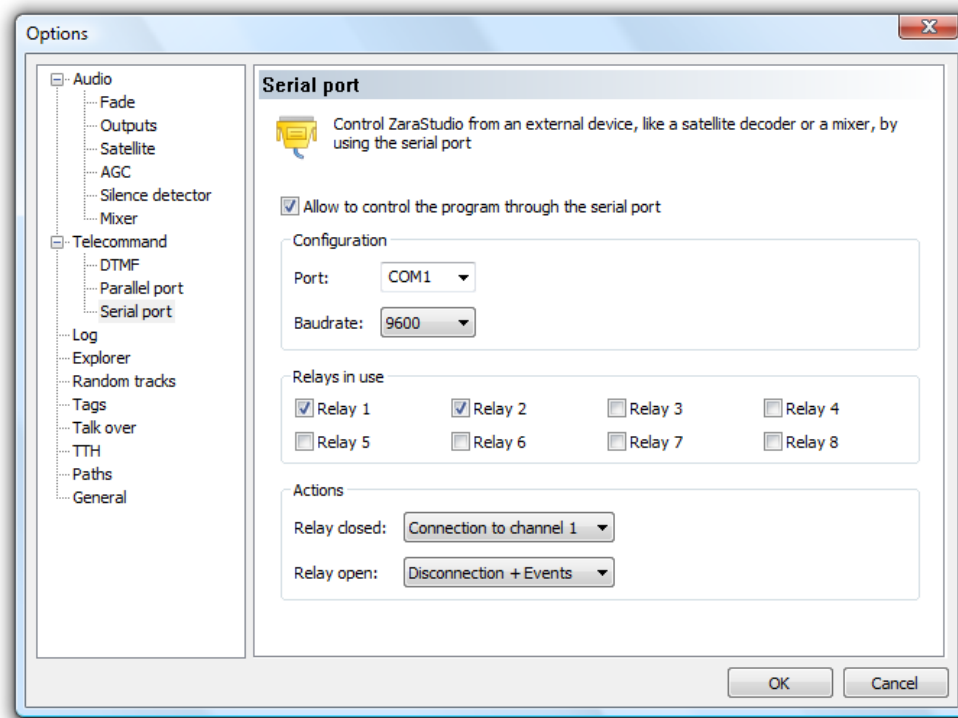 Options
Audio
Fade
Outputs
Satellite
AGC
Silence detector
Mixer
Telecommand
DTMF
Parallel port
Serial port
Log
Explorer
Random tracks
Tags
Talk over
TTH
Paths
General
Serial port
Control ZaraStudio from an external device, like a satellite decoder or a mixer, by
using the serial port
Allow to control the program through the serial port
Configuration
Port: COM1
Baudrate: 9600
Relays in use
Relay 1 Relay 2 Relay 3 Relay 4
Relay 5 Relay 6 Relay 7 Relay 8
Actions
Relay closed: Connection to channel 1
Relay open: Disconnection + Events
OK Cancel